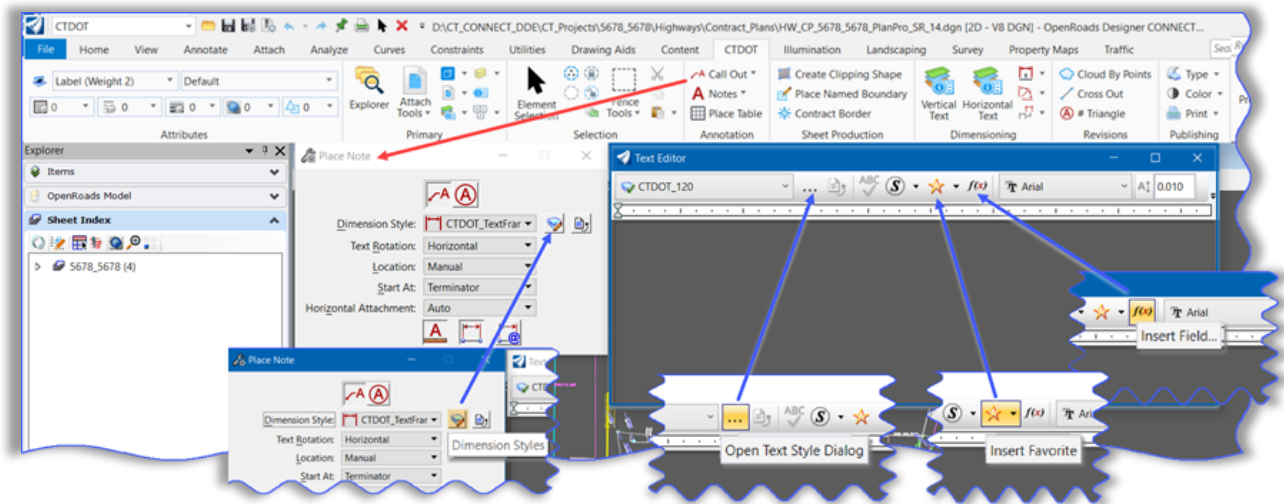 CTDOT
D:\CT_CONNECT_DDE\CT_Projects\5678_5678\Highways\Contract_Plans\HW_CP_5678_5678_PlanPro_SR_14.dgn [2D - V8 DGN] - OpenRoads Designer CONNECT...
File Home View Annotate Attach Analyze Curves Constraints Utilities Drawing Aids Content CTDOT Illumination Landscaping Survey Property Maps Traffic
Label (Weight 2) Default
0 0 0 0 0
Attributes
Explorer
Attach
Tools
Primary
Element
Selection
Fence
Tools
Selection
Call Out
Notes
Place Table
Annotation
Create Clipping Shape
Place Named Boundary
Contract Border
Sheet Production
Vertical
Text
Horizontal
Text
Dimensioning
Cloud By Points
Cross Out
# Triangle
Revisions
Type
Color
Print
Publishing
Explorer
Items
OpenRoads Model
Sheet Index
5678_5678 (4)
Place Note
Dimension Style: CTDOT_TextFrar
Text Rotation: Horizontal
Location: Manual
Start At: Terminator
Horizontal Attachment: Auto
Text Editor
CTDOT_120 ... ABC S f(x) Arial 0.010
f(x) Arial
Insert Field...
Place Note
Dimension Style: CTDOT_TextFrar
Dimension Styles
Text Rotation: Horizontal
Location: Manual
Start At: Terminator
... ABC S
Open Text Style Dialog
S f(x)
Insert Favorite